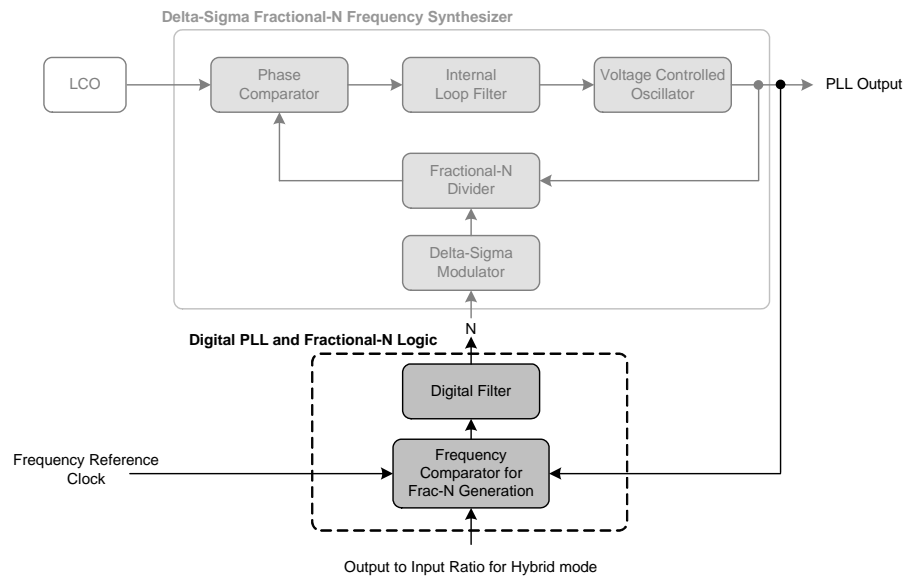 Delta-Sigma Fractional-N Frequency Synthesizer
LCO
Phase
Comparator
Internal
Loop Filter
Voltage Controlled
Oscillator
PLL Output
Fractional-N
Divider
Delta-Sigma
Modulator
N
Digital PLL and Fractional-N Logic
Digital Filter
Frequency Reference
Clock
Frequency
Comparator for
Frac-N Generation
Output to Input Ratio for Hybrid mode